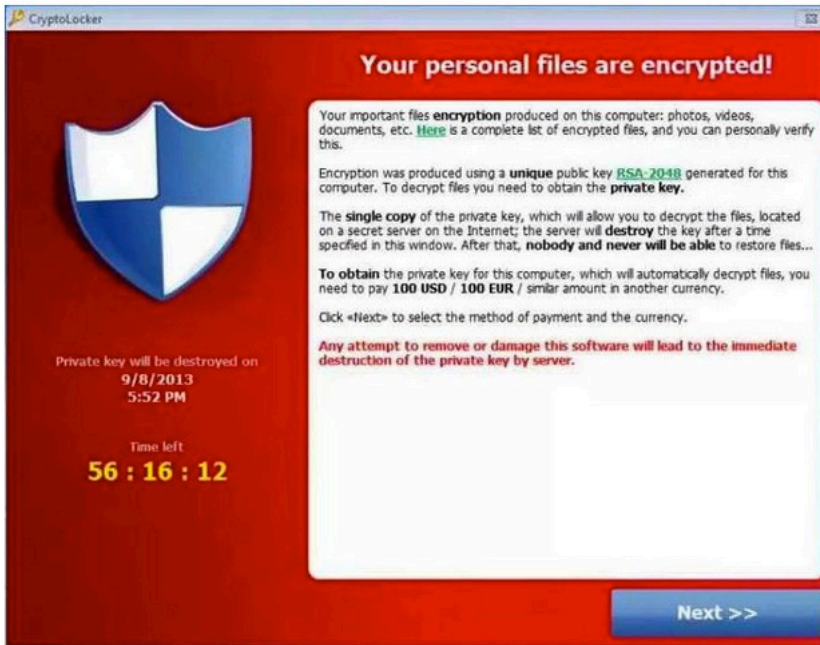 CryptoLocker
Your personal files are encrypted!
Your important files encryption produced on this computer: photos, videos,
documents, etc. Here is a complete list of encrypted files, and you can personally verify
this.
Encryption was produced using a unique public key RSA-2048 generated for this
computer. To decrypt files you need to obtain the private key.
The single copy of the private key, which will allow you to decrypt the files, located
on a secret server on the Internet; the server will destroy the key after a time
specified in this window. After that, nobody and never will be able to restore files...
To obtain the private key for this computer, which will automatically decrypt files, you
need to pay 100 USD / 100 EUR / similar amount in another currency.
Click «Next» to select the method of payment and the currency.
Any attempt to remove or damage this software will lead to the immediate
destruction of the private key by server.
Private key will be destroyed on
9/8/2013
5:52 PM
Time left
56 : 16 : 12
Next >>